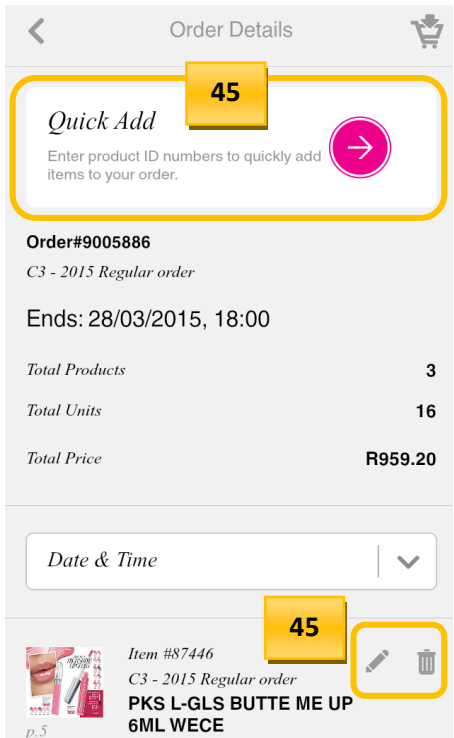 Order Details
45
Quick Add
Enter product ID numbers to quickly add
items to your order.
Order#9005886
C3 - 2015 Regular order
Ends: 28/03/2015, 18:00
Total Products 3
Total Units 16
Total Price R959.20
Date & Time
45
Item #87446
C3 - 2015 Regular order
PKS L-GLS BUTTE ME UP
6ML WECE
p.5